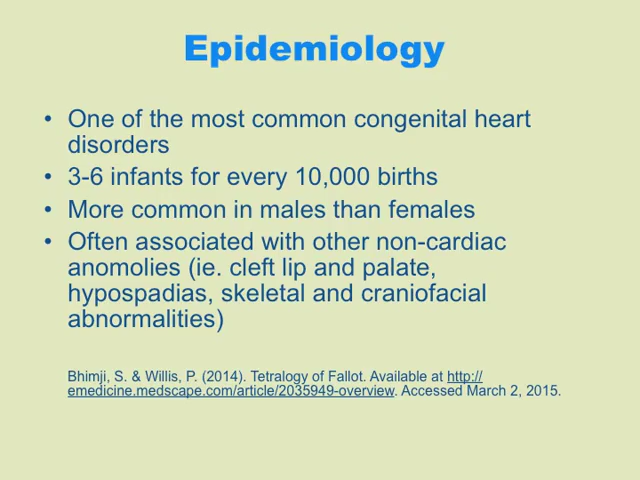 Epidemiology
• One of the most common congenital heart
disorders
• 3-6 infants for every 10,000 births
• More common in males than females
• Often associated with other non-cardiac
anomolies (ie. cleft lip and palate,
hypospadias, skeletal and craniofacial
abnormalities)
Bhimji, S. & Willis, P. (2014). Tetralogy of Fallot. Available at http://
emedicine.medscape.com/article/2035949-overview. Accessed March 2, 2015.